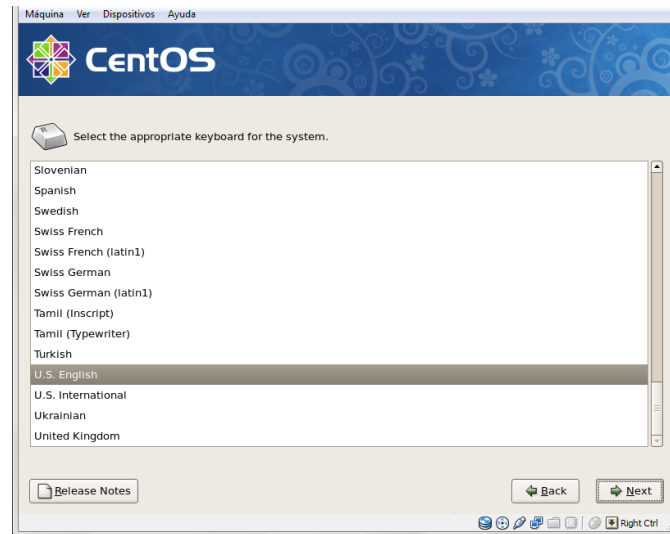 Máquina Ver Dispositivos Ayuda
CentOS
Select the appropriate keyboard for the system.
Slovenian
Spanish
Swedish
Swiss French
Swiss French (latin1)
Swiss German
Swiss German (latin1)
Tamil (Inscript)
Tamil (Typewriter)
Turkish
U.S. English
U.S. International
Ukrainian
United Kingdom
Release Notes Back Next
Right Ctrl